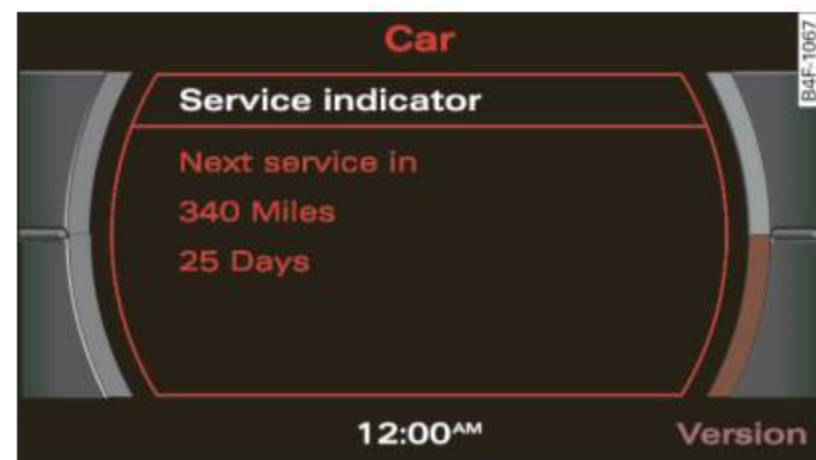 Car
B4F-1067
Service indicator
Next service in
340 Miles
25 Days
12:00AM
Version